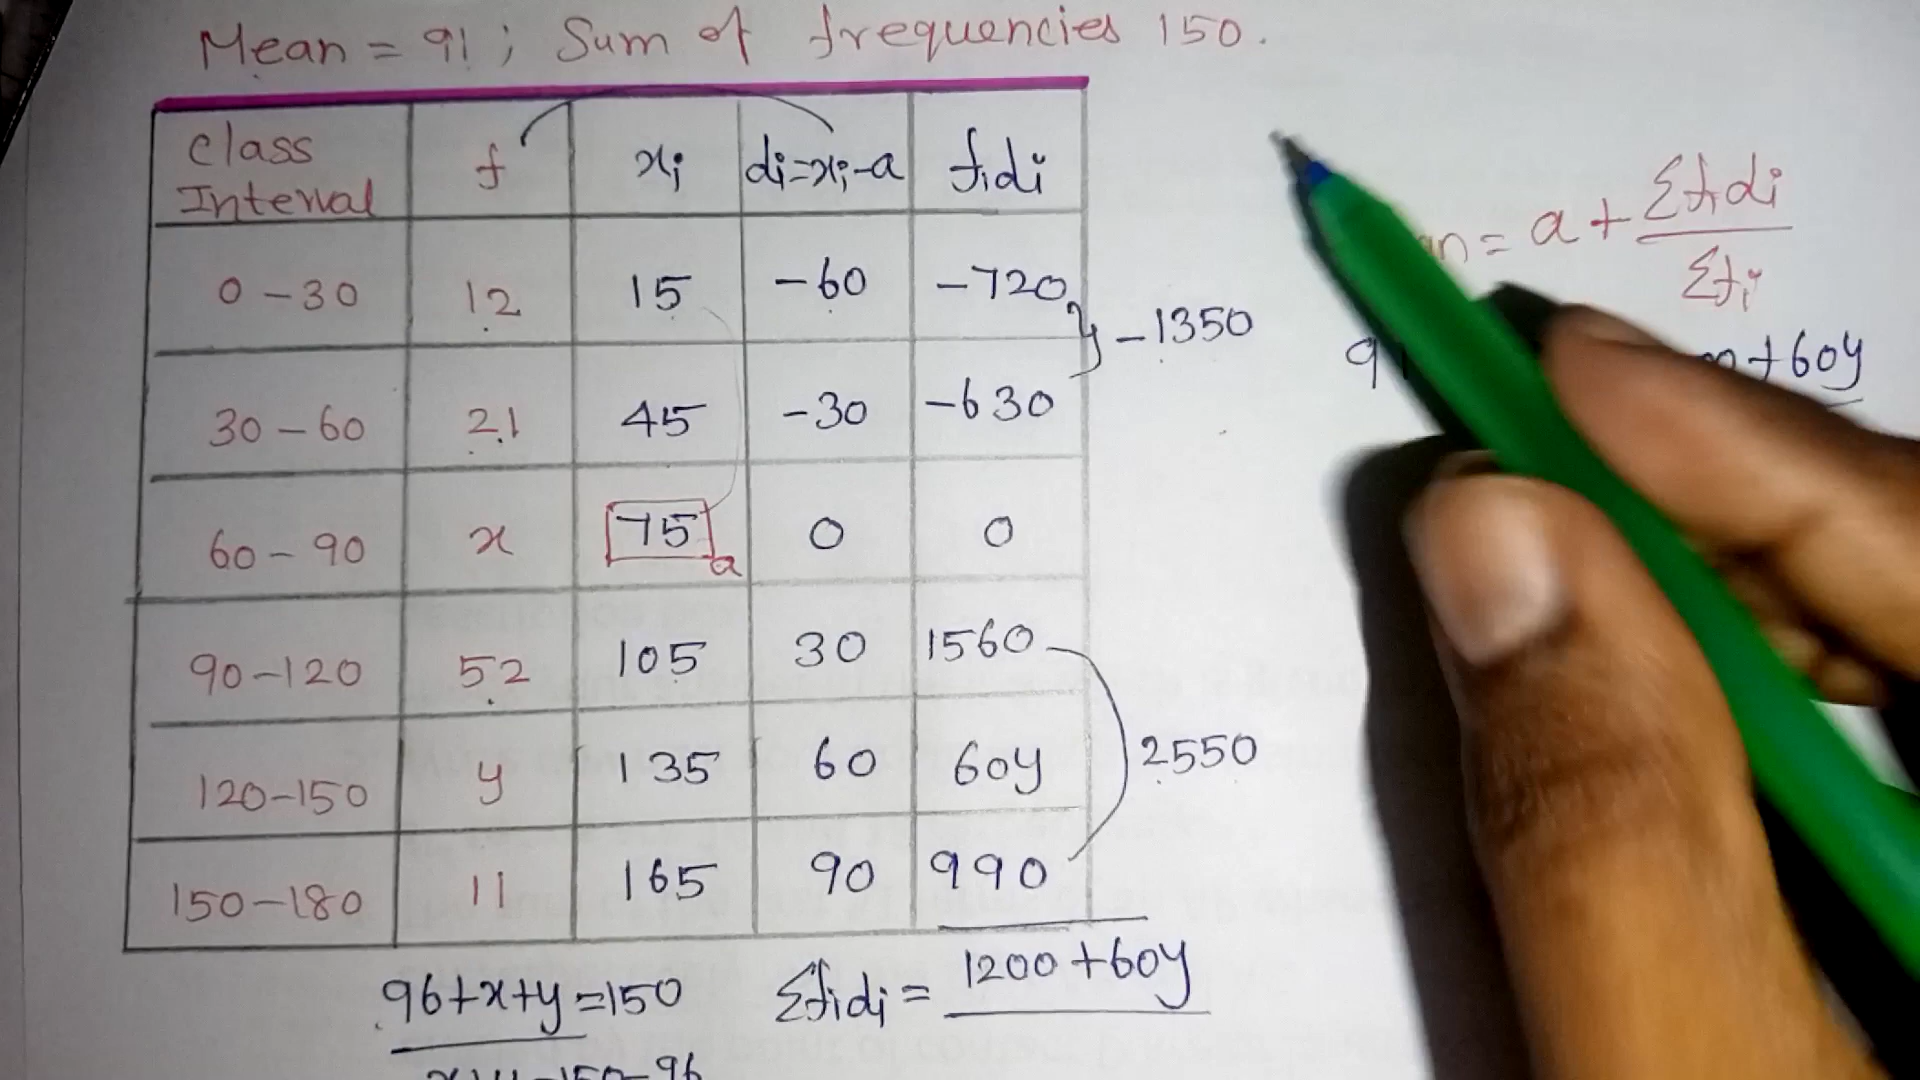 Mean = 91; Sum of frequencies 150.
Class Interval f xi di=xi-a fidi
0-30 12 15 -60 -720
-1350
30-60 21 45 -30 -630
60-90 x 75 0 0
a
90-120 52 105 30 1560
120-150 y 135 60 60y
2550
150-180 11 165 90 990
96+x+y=150
Σfidi = 1200+60y
= a + Σfidi
Σfi
+60y